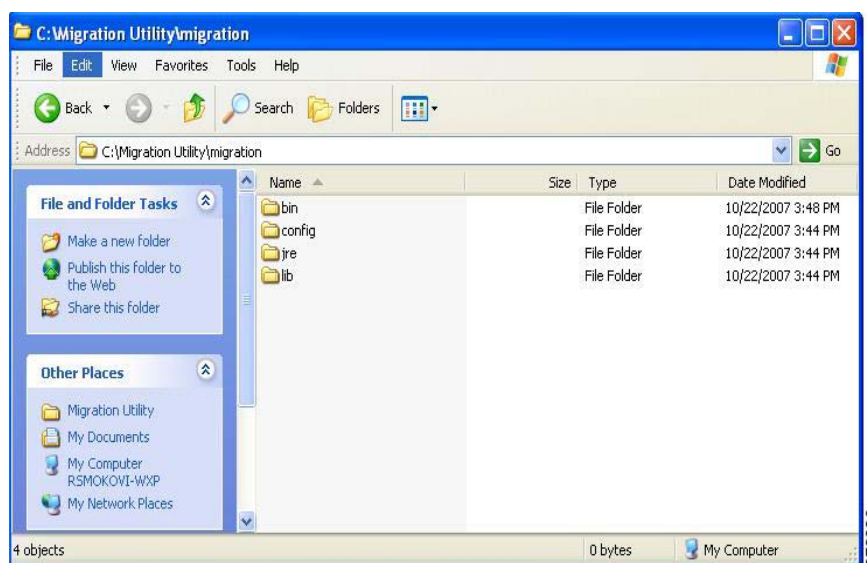 C:\Migration Utility\migration
File Edit View Favorites Tools Help
Back Search Folders
Address C:\Migration Utility\migration Go
File and Folder Tasks
Make a new folder
Publish this folder to
the Web
Share this folder
Other Places
Migration Utility
My Documents
My Computer
RSMOKOVI-WXP
My Network Places
Name Size Type Date Modified
bin File Folder 10/22/2007 3:48 PM
config File Folder 10/22/2007 3:44 PM
jre File Folder 10/22/2007 3:44 PM
lib File Folder 10/22/2007 3:44 PM
4 objects 0 bytes My Computer